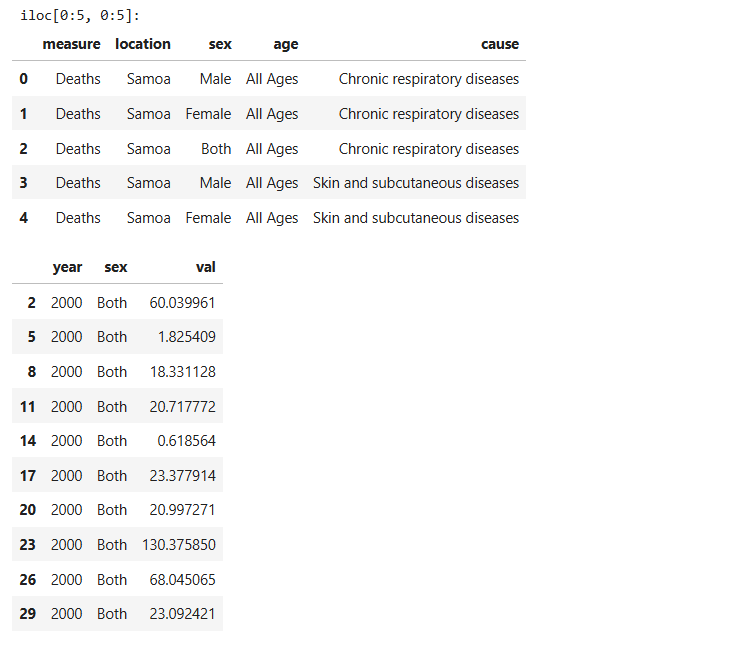 iloc[0:5, 0:5]:
measure location sex age cause
0 Deaths Samoa Male All Ages Chronic respiratory diseases
1 Deaths Samoa Female All Ages Chronic respiratory diseases
2 Deaths Samoa Both All Ages Chronic respiratory diseases
3 Deaths Samoa Male All Ages Skin and subcutaneous diseases
4 Deaths Samoa Female All Ages Skin and subcutaneous diseases
year sex val
2 2000 Both 60.039961
5 2000 Both 1.825409
8 2000 Both 18.331128
11 2000 Both 20.717772
14 2000 Both 0.618564
17 2000 Both 23.377914
20 2000 Both 20.997271
23 2000 Both 130.375850
26 2000 Both 68.045065
29 2000 Both 23.092421